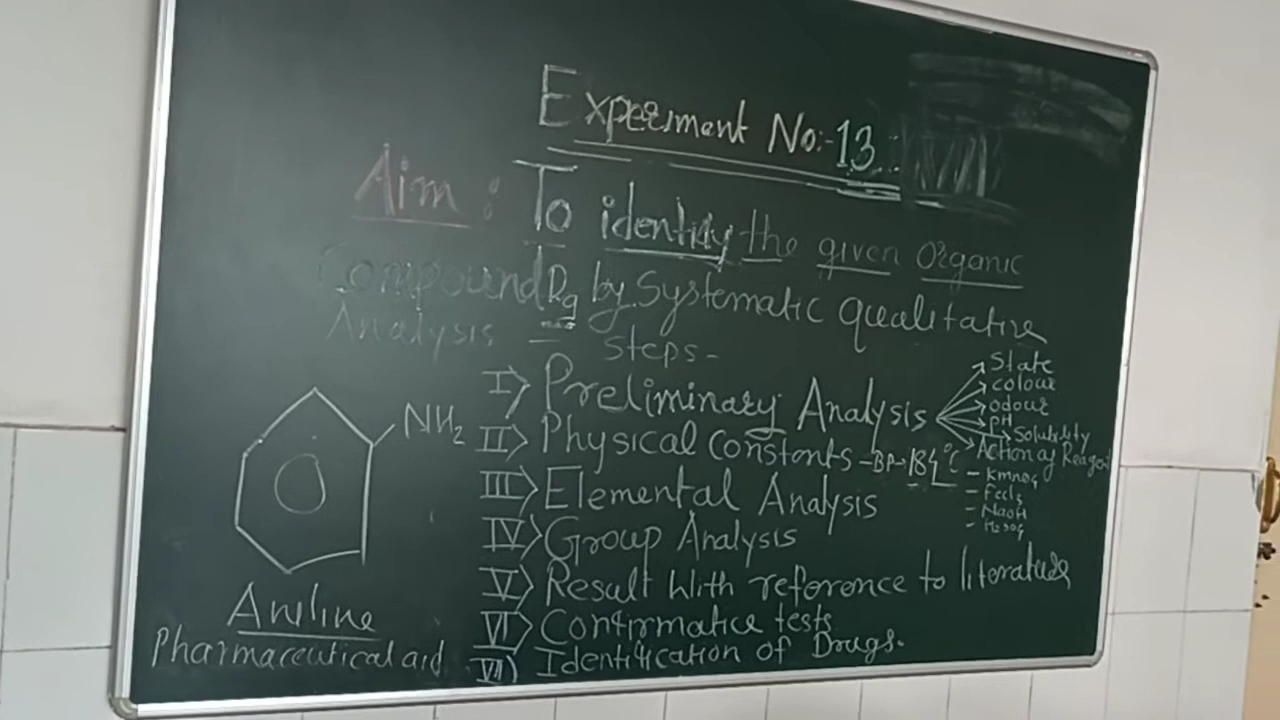 Experiment No:- 13
Aim : To identify the given Organic
Compound Dg by Systematic qualitative
Analysis - Steps -
I) Preliminary Analysis
State
colour
odour
pH
Solubility
Action of Reagent
- KMnO4
- FeCl3
- NaOH
- H2SO4
II) Physical constants - BP → 184°C
III) Elemental Analysis
IV) Group Analysis
V) Result With reference to literature
VI) Confirmatice tests
VII) Identification of Drugs.
NH2
Aniline
Pharmaceutical aid